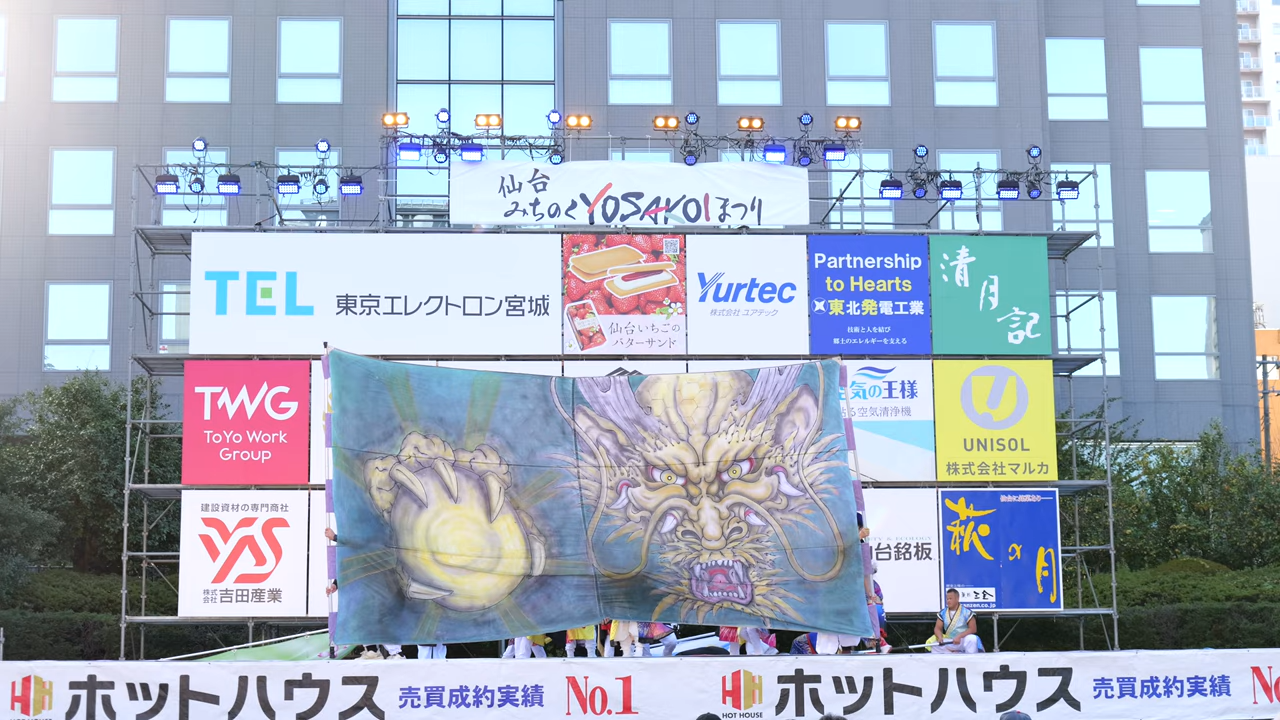 仙台
みちのくYOSAKOIまつり
TEL 東京エレクトロン宮城
仙台いちごの
バターサンド
Yurtec
株式会社 ユアテック
Partnership
to Hearts
東北発電工業
技術と人を結び
郷土のエネルギーを支える
清月記
TWG
ToYo Work
Group
気の王様
る空気清浄機
UNISOL
株式会社マルカ
建設資材の専門商社
YAS
株式会社 吉田産業
台銘板
萩の月
HH ホットハウス 売買成約実績 No.1
HOT HOUSE ホットハウス 売買成約実績 No